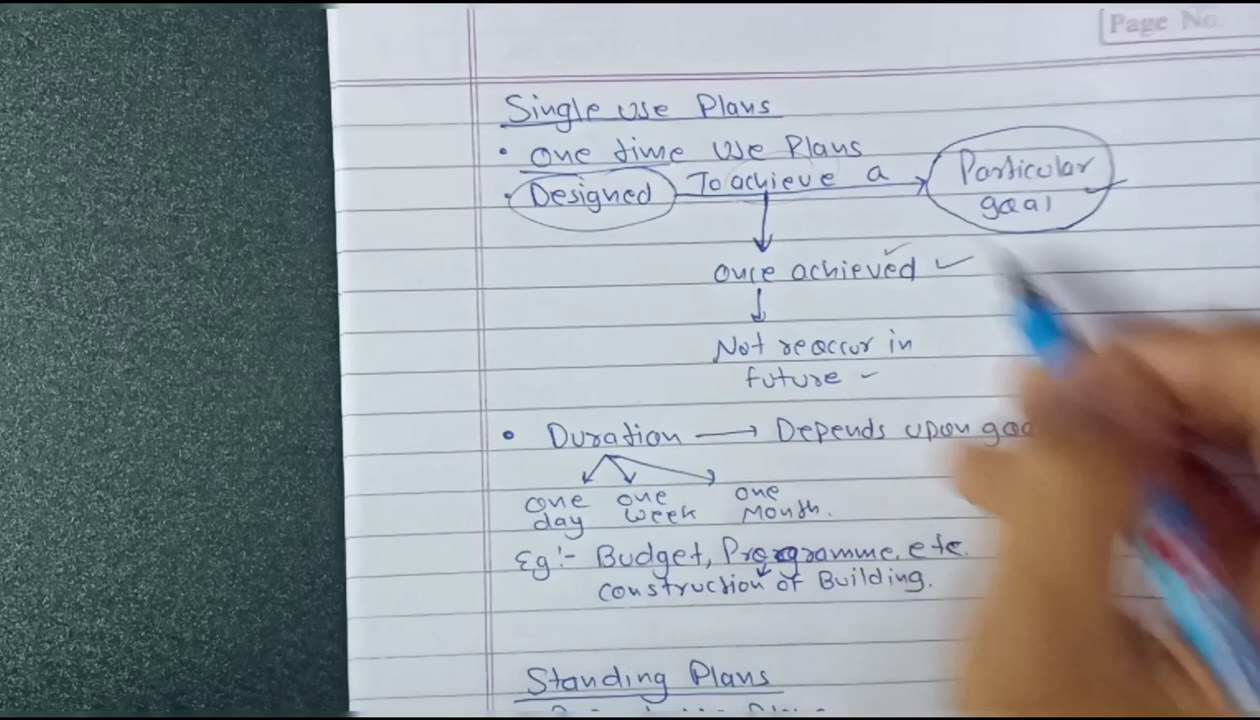 Page No.
Single use Plans
• One time use Plans
• Designed To achieve a → Particular goal
Once achieved ✓
Not reoccur in
future
• Duration → Depends upon goa
one day one week one Month.
Eg:- Budget, Programme, etc.
construction of Building.
Standing Plans